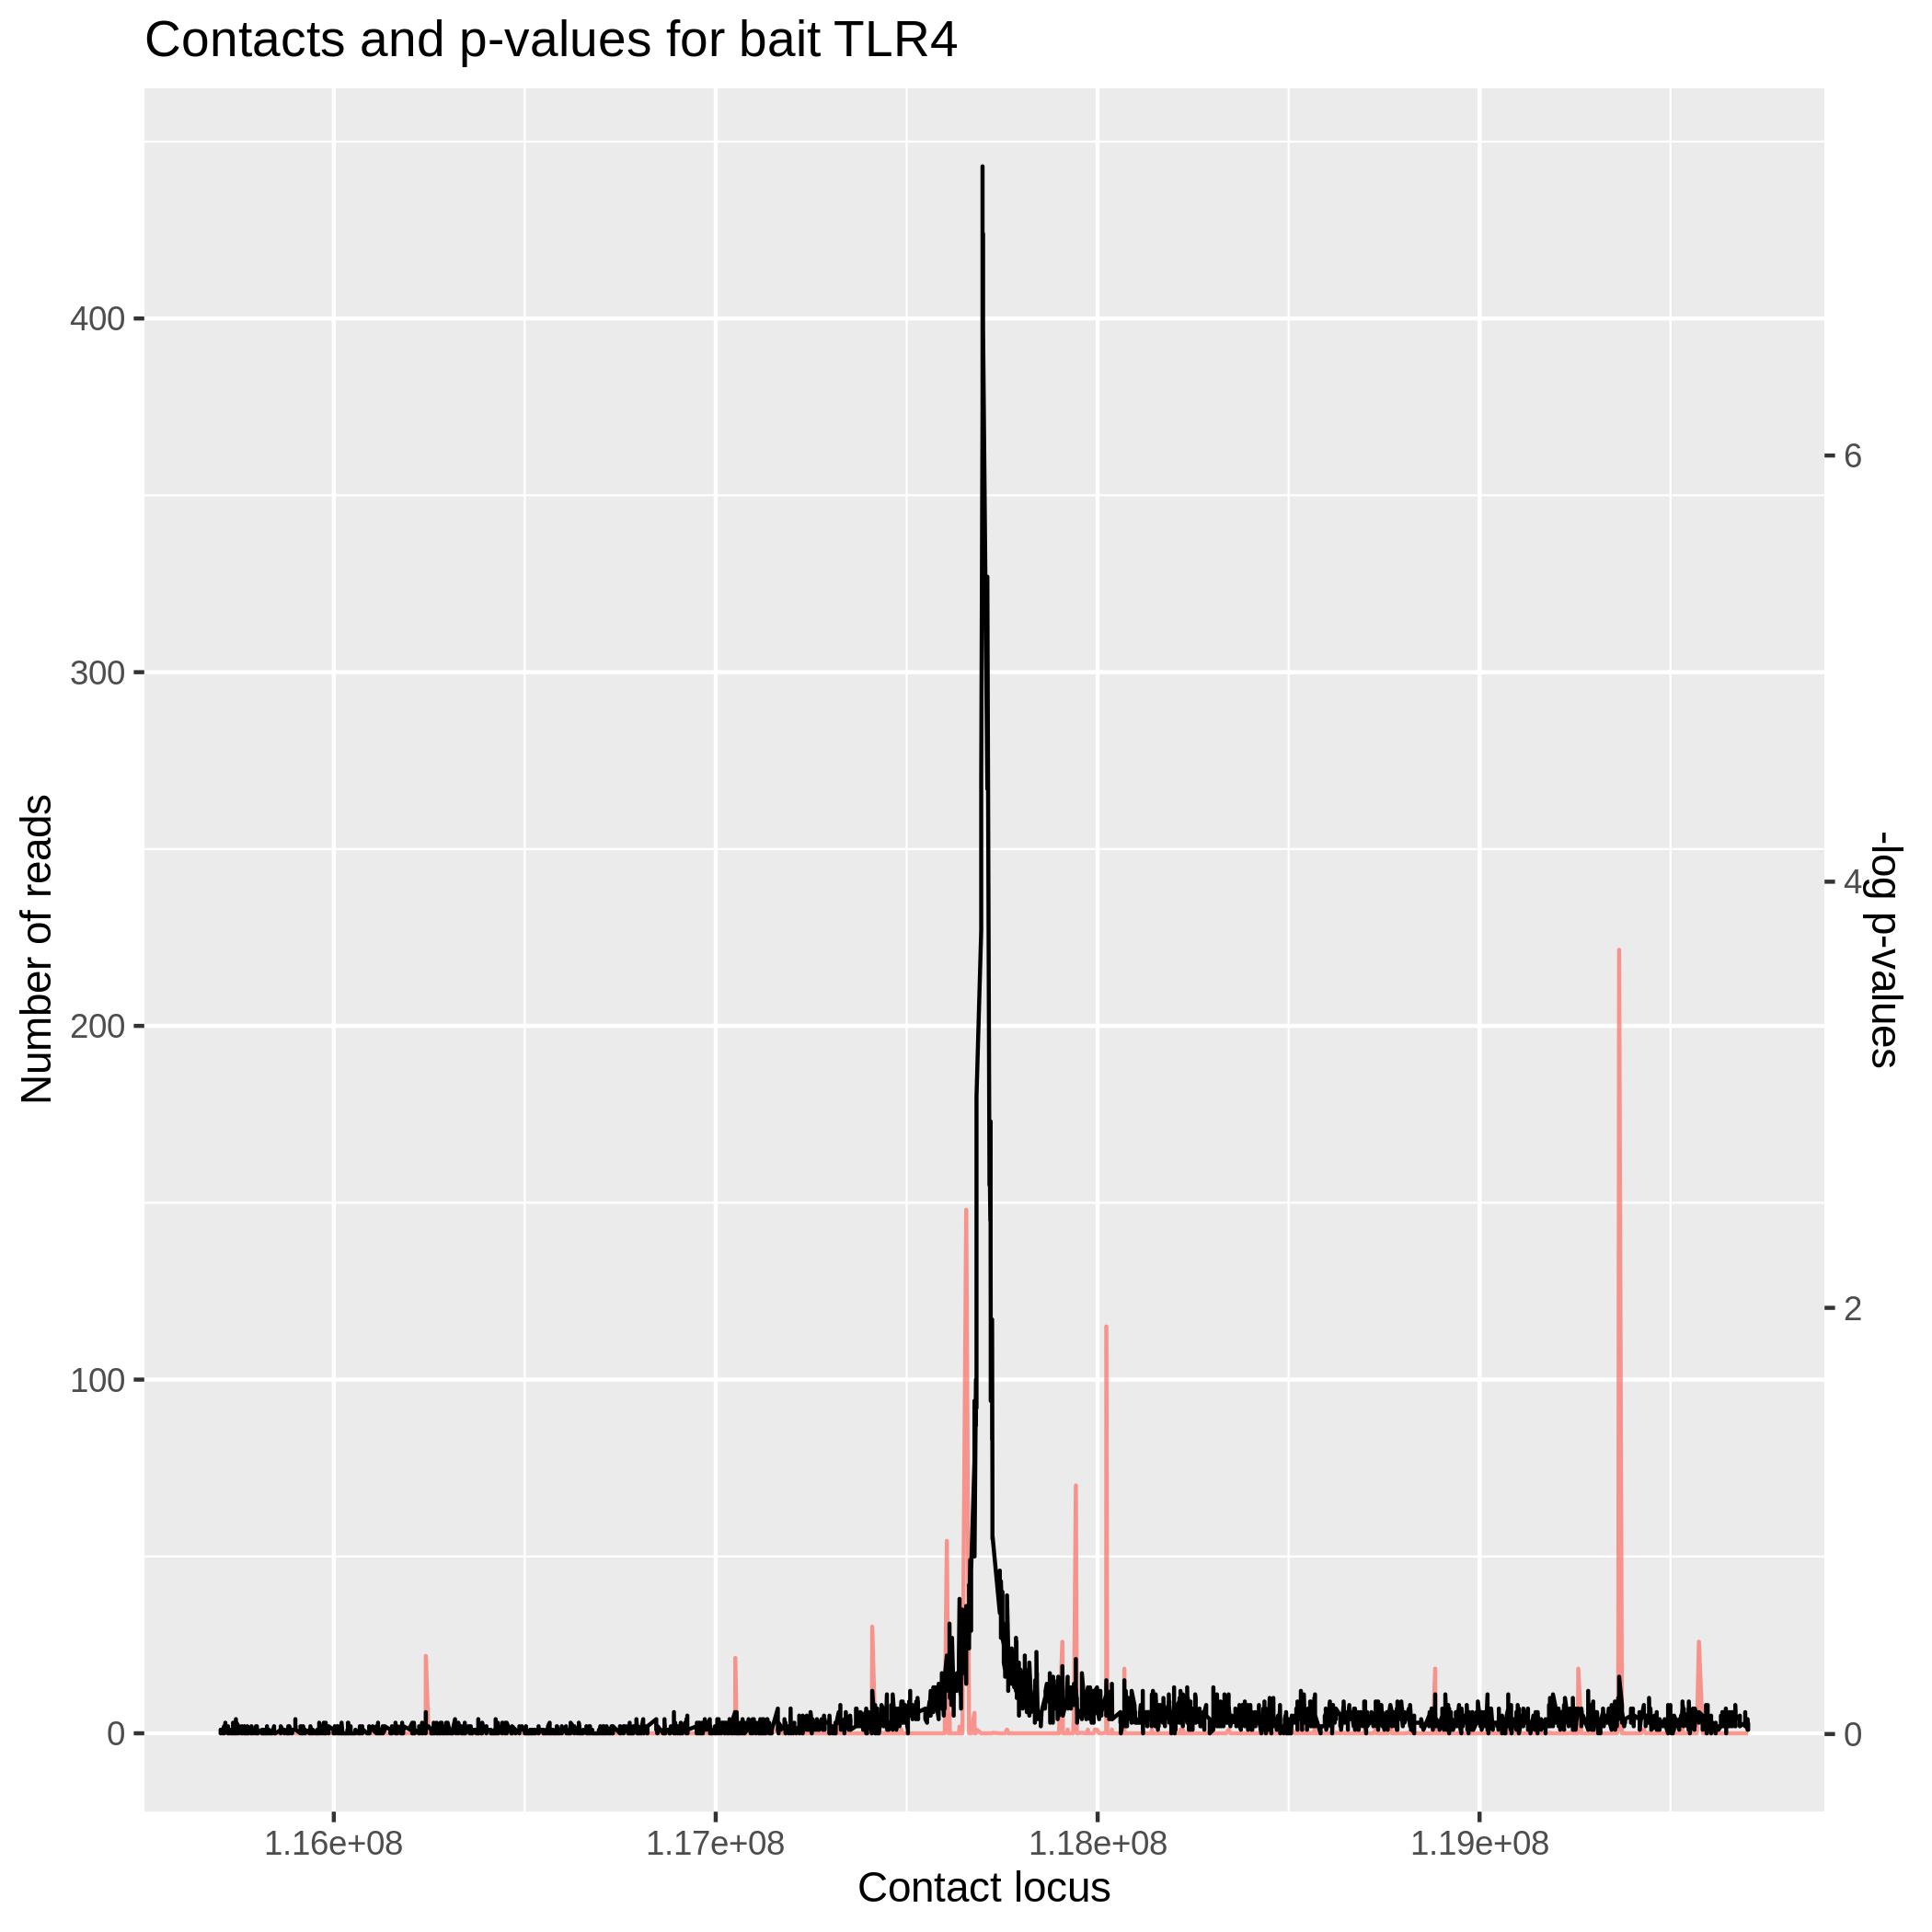 Contacts and p-values for bait TLR4
Number of reads
400
300
200
100
0
6
4
2
0
-log p-values
1.16e+08 1.17e+08 1.18e+08 1.19e+08
Contact locus